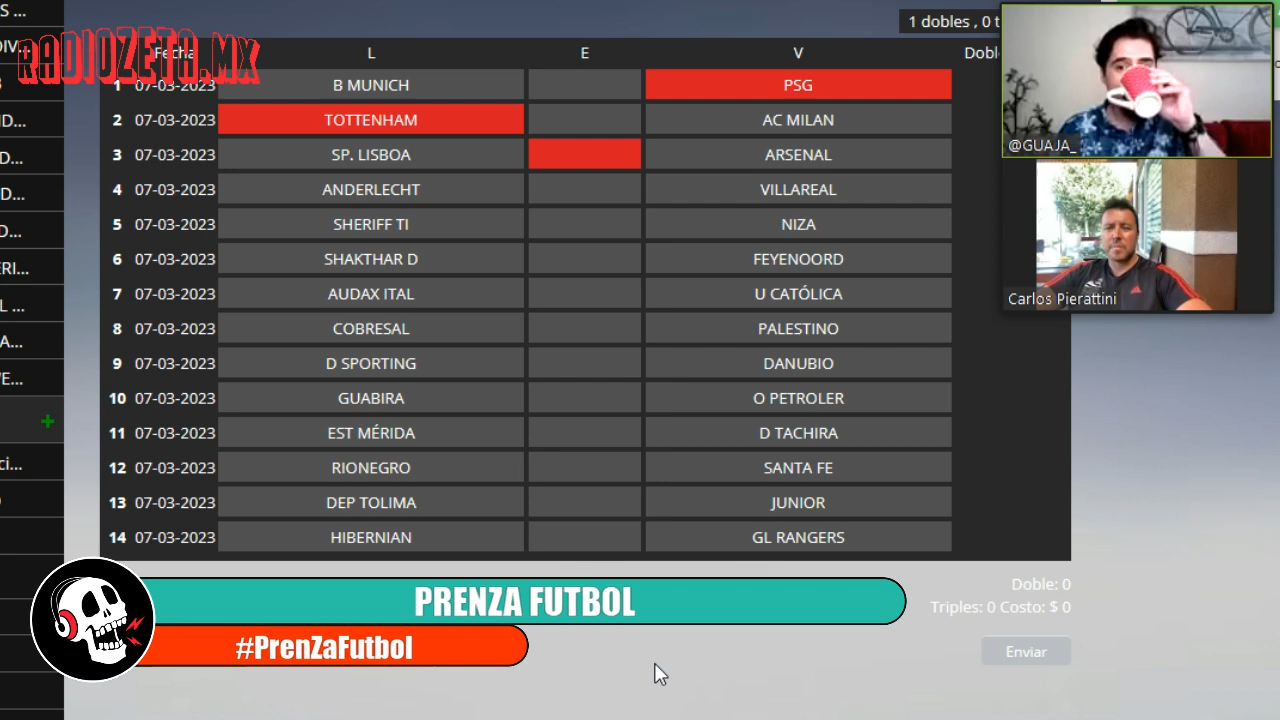 S ...
1 dobles , 0 t
RADIOZETA.MX
DIV...
Fecha L E V Dobl
1 07-03-2023 B MUNICH PSG
2 07-03-2023 TOTTENHAM AC MILAN
3 07-03-2023 SP. LISBOA ARSENAL
4 07-03-2023 ANDERLECHT VILLAREAL
5 07-03-2023 SHERIFF TI NIZA
6 07-03-2023 SHAKTHAR D FEYENOORD
7 07-03-2023 AUDAX ITAL U CATÓLICA
8 07-03-2023 COBRESAL PALESTINO
9 07-03-2023 D SPORTING DANUBIO
10 07-03-2023 GUABIRA O PETROLER
11 07-03-2023 EST MÉRIDA D TACHIRA
12 07-03-2023 RIONEGRO SANTA FE
13 07-03-2023 DEP TOLIMA JUNIOR
14 07-03-2023 HIBERNIAN GL RANGERS
@GUAJA_
Carlos Pierattini
D...
D...
D...
D...
ERI...
L ...
A...
E...
+
ci...
PRENZA FUTBOL
#PrenZaFutbol
Doble: 0
Triples: 0 Costo: $ 0
Enviar